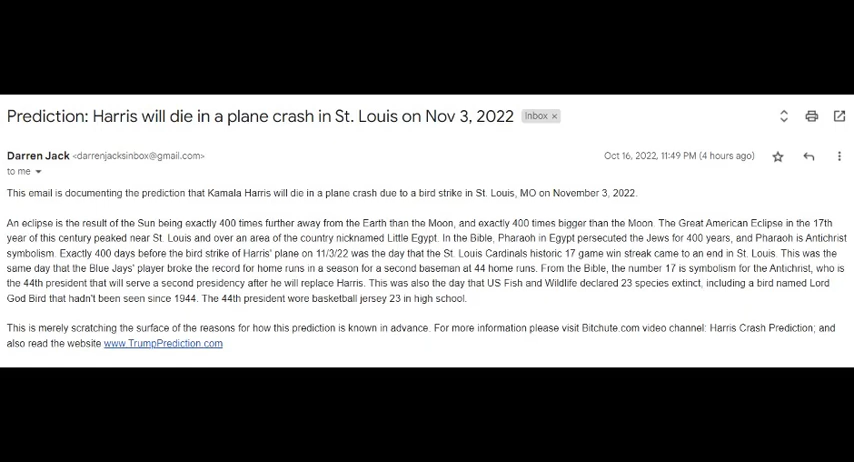 Prediction: Harris will die in a plane crash in St. Louis on Nov 3, 2022 Inbox ×
Darren Jack <darrenjacksinbox@gmail.com> Oct 16, 2022, 11:49 PM (4 hours ago)
to me
This email is documenting the prediction that Kamala Harris will die in a plane crash due to a bird strike in St. Louis, MO on November 3, 2022.
An eclipse is the result of the Sun being exactly 400 times further away from the Earth than the Moon, and exactly 400 times bigger than the Moon. The Great American Eclipse in the 17th
year of this century peaked near St. Louis and over an area of the country nicknamed Little Egypt. In the Bible, Pharaoh in Egypt persecuted the Jews for 400 years, and Pharaoh is Antichrist
symbolism. Exactly 400 days before the bird strike of Harris' plane on 11/3/22 was the day that the St. Louis Cardinals historic 17 game win streak came to an end in St. Louis. This was the
same day that the Blue Jays' player broke the record for home runs in a season for a second baseman at 44 home runs. From the Bible, the number 17 is symbolism for the Antichrist, who is
the 44th president that will serve a second presidency after he will replace Harris. This was also the day that US Fish and Wildlife declared 23 species extinct, including a bird named Lord
God Bird that hadn't been seen since 1944. The 44th president wore basketball jersey 23 in high school.
This is merely scratching the surface of the reasons for how this prediction is known in advance. For more information please visit Bitchute.com video channel: Harris Crash Prediction; and
also read the website www.TrumpPrediction.com